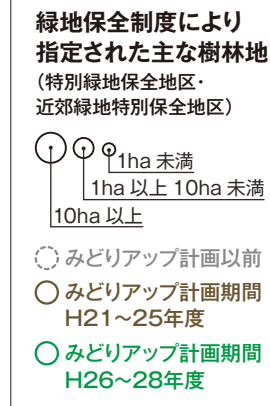 緑地保全制度により
指定された主な樹林地
（特別緑地保全地区・
近郊緑地特別保全地区）
1ha 未満
1ha 以上 10ha 未満
10ha 以上
みどりアップ計画以前
みどりアップ計画期間
H21〜25年度
みどりアップ計画期間
H26〜28年度